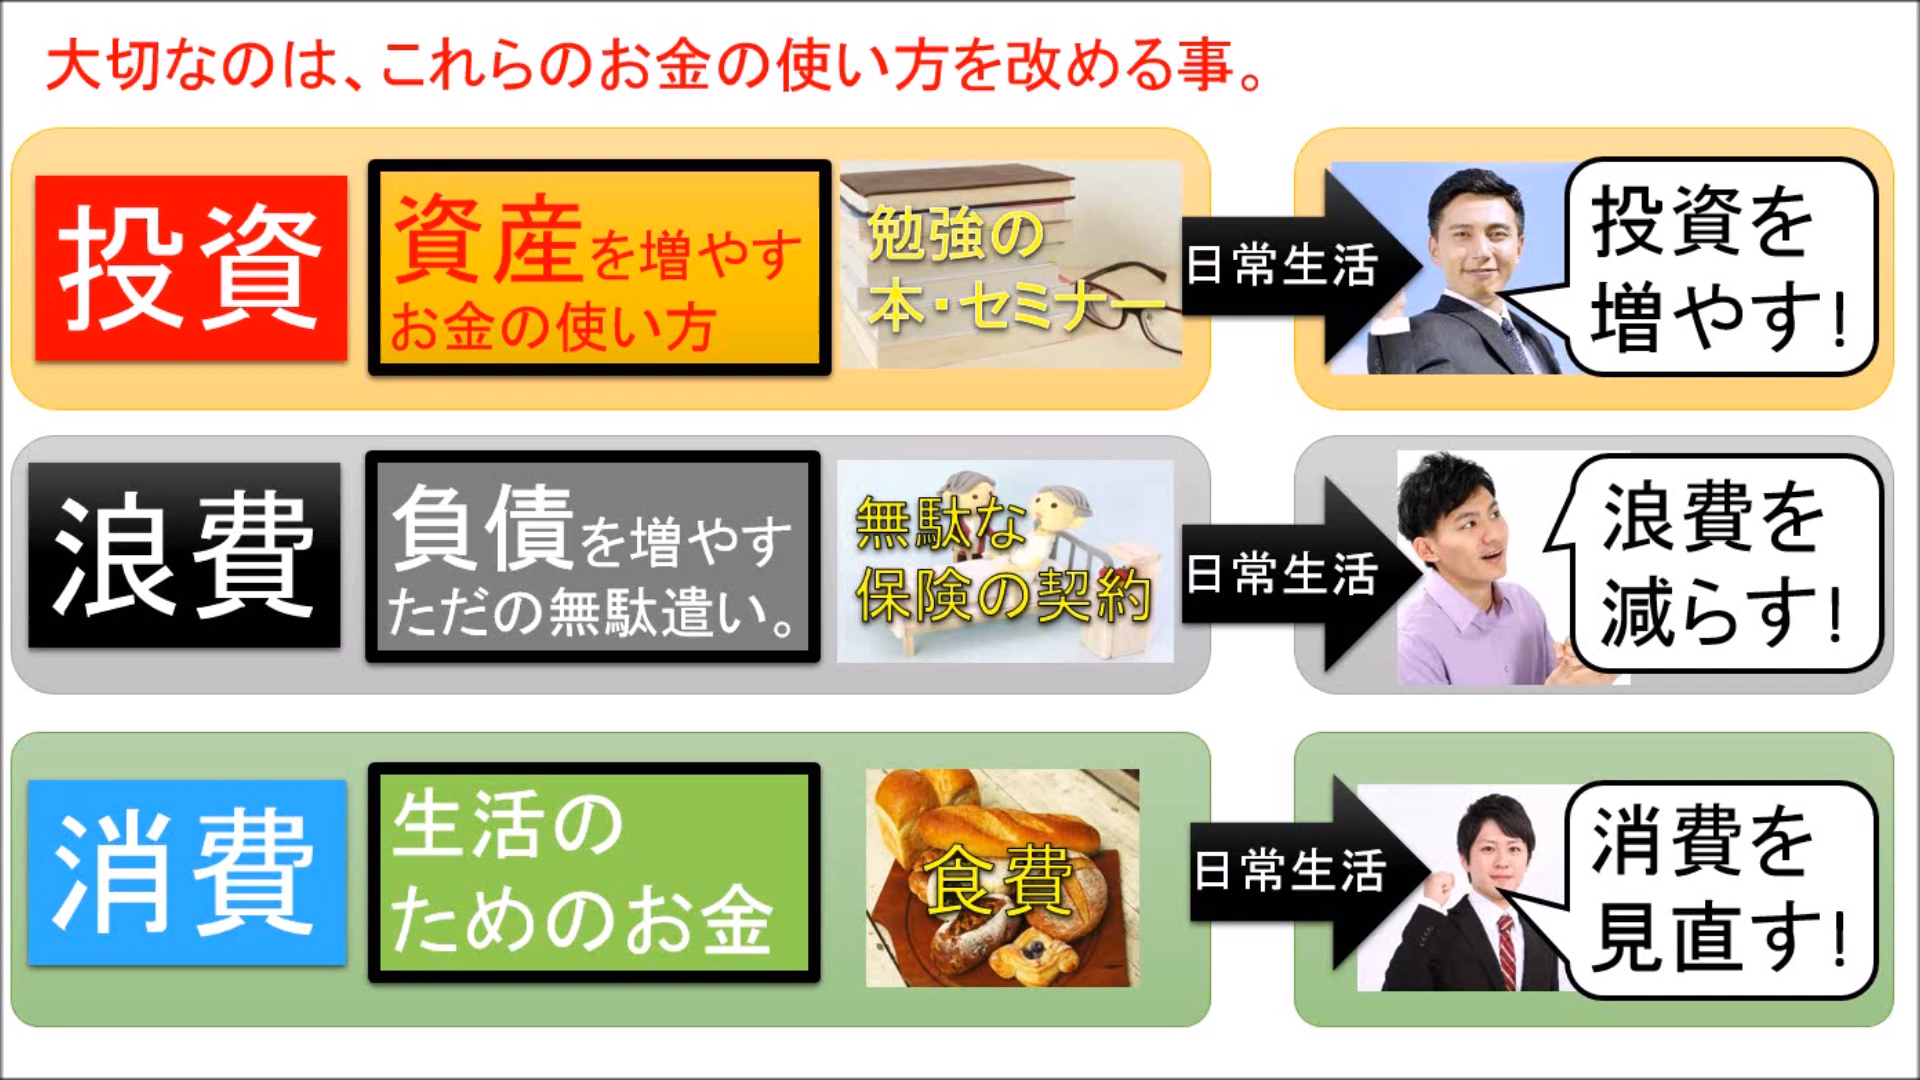 大切なのは、これらのお金の使い方を改める事。
投資
資産を増やす
お金の使い方
勉強の
本・セミナー
日常生活
投資を
増やす!
浪費
負債を増やす
ただの無駄遣い。
無駄な
保険の契約
日常生活
浪費を
減らす!
消費
生活の
ためのお金
食費
日常生活
消費を
見直す!